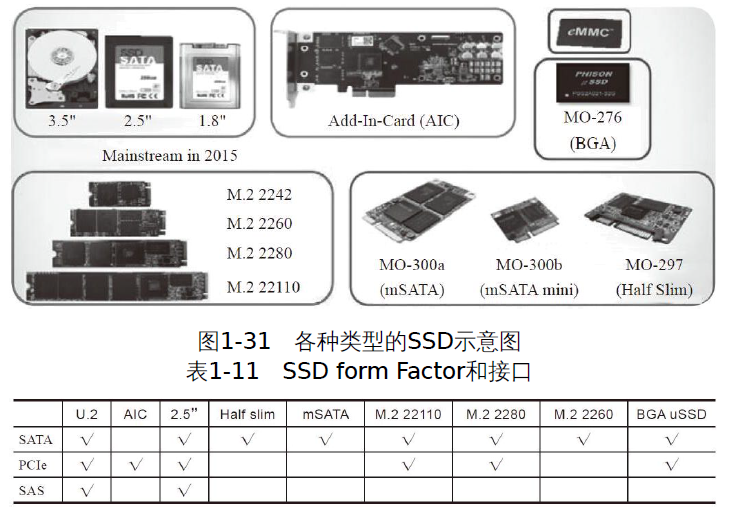 3.5"
2.5"
1.8"
SSD
SATA
SATA
Add-In-Card (AIC)
eMMC
PHISON
SSD
MO-276
(BGA)
Mainstream in 2015
M.2 2242
M.2 2260
M.2 2280
M.2 22110
MO-300a
(mSATA)
MO-300b
(mSATA mini)
MO-297
(Half Slim)
图1-31 各种类型的SSD示意图
表1-11 SSD form Factor和接口
U.2 AIC 2.5” Half slim mSATA M.2 22110 M.2 2280 M.2 2260 BGA uSSD
SATA √ √ √ √ √ √ √ √
PCIe √ √ √ √ √ √
SAS √ √